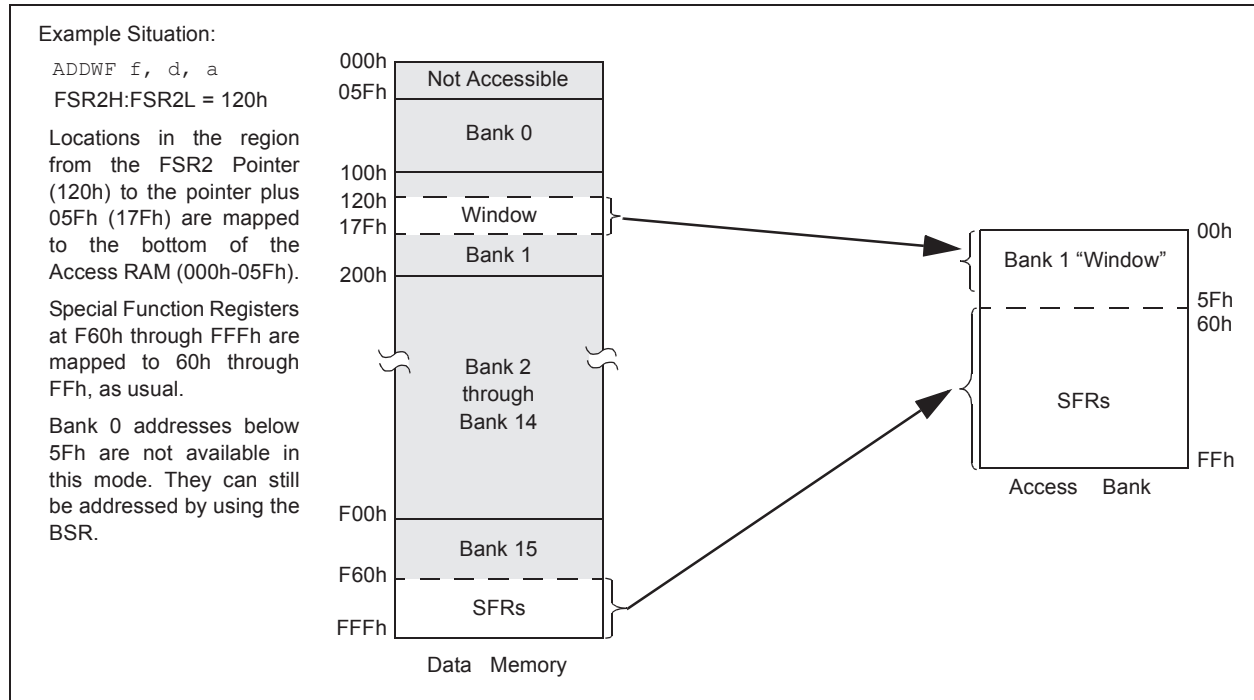 Example Situation:
ADDWF f, d, a
FSR2H:FSR2L = 120h
Locations in the region
from the FSR2 Pointer
(120h) to the pointer plus
05Fh (17Fh) are mapped
to the bottom of the
Access RAM (000h-05Fh).
Special Function Registers
at F60h through FFFh are
mapped to 60h through
FFh, as usual.
Bank 0 addresses below
5Fh are not available in
this mode. They can still
be addressed by using the
BSR.
000h
Not Accessible
05Fh
Bank 0
100h
120h
Window
17Fh
Bank 1
200h
Bank 2
through
Bank 14
F00h
Bank 15
F60h
SFRs
FFFh
Data Memory
00h
Bank 1 “Window”
5Fh
60h
SFRs
FFh
Access Bank